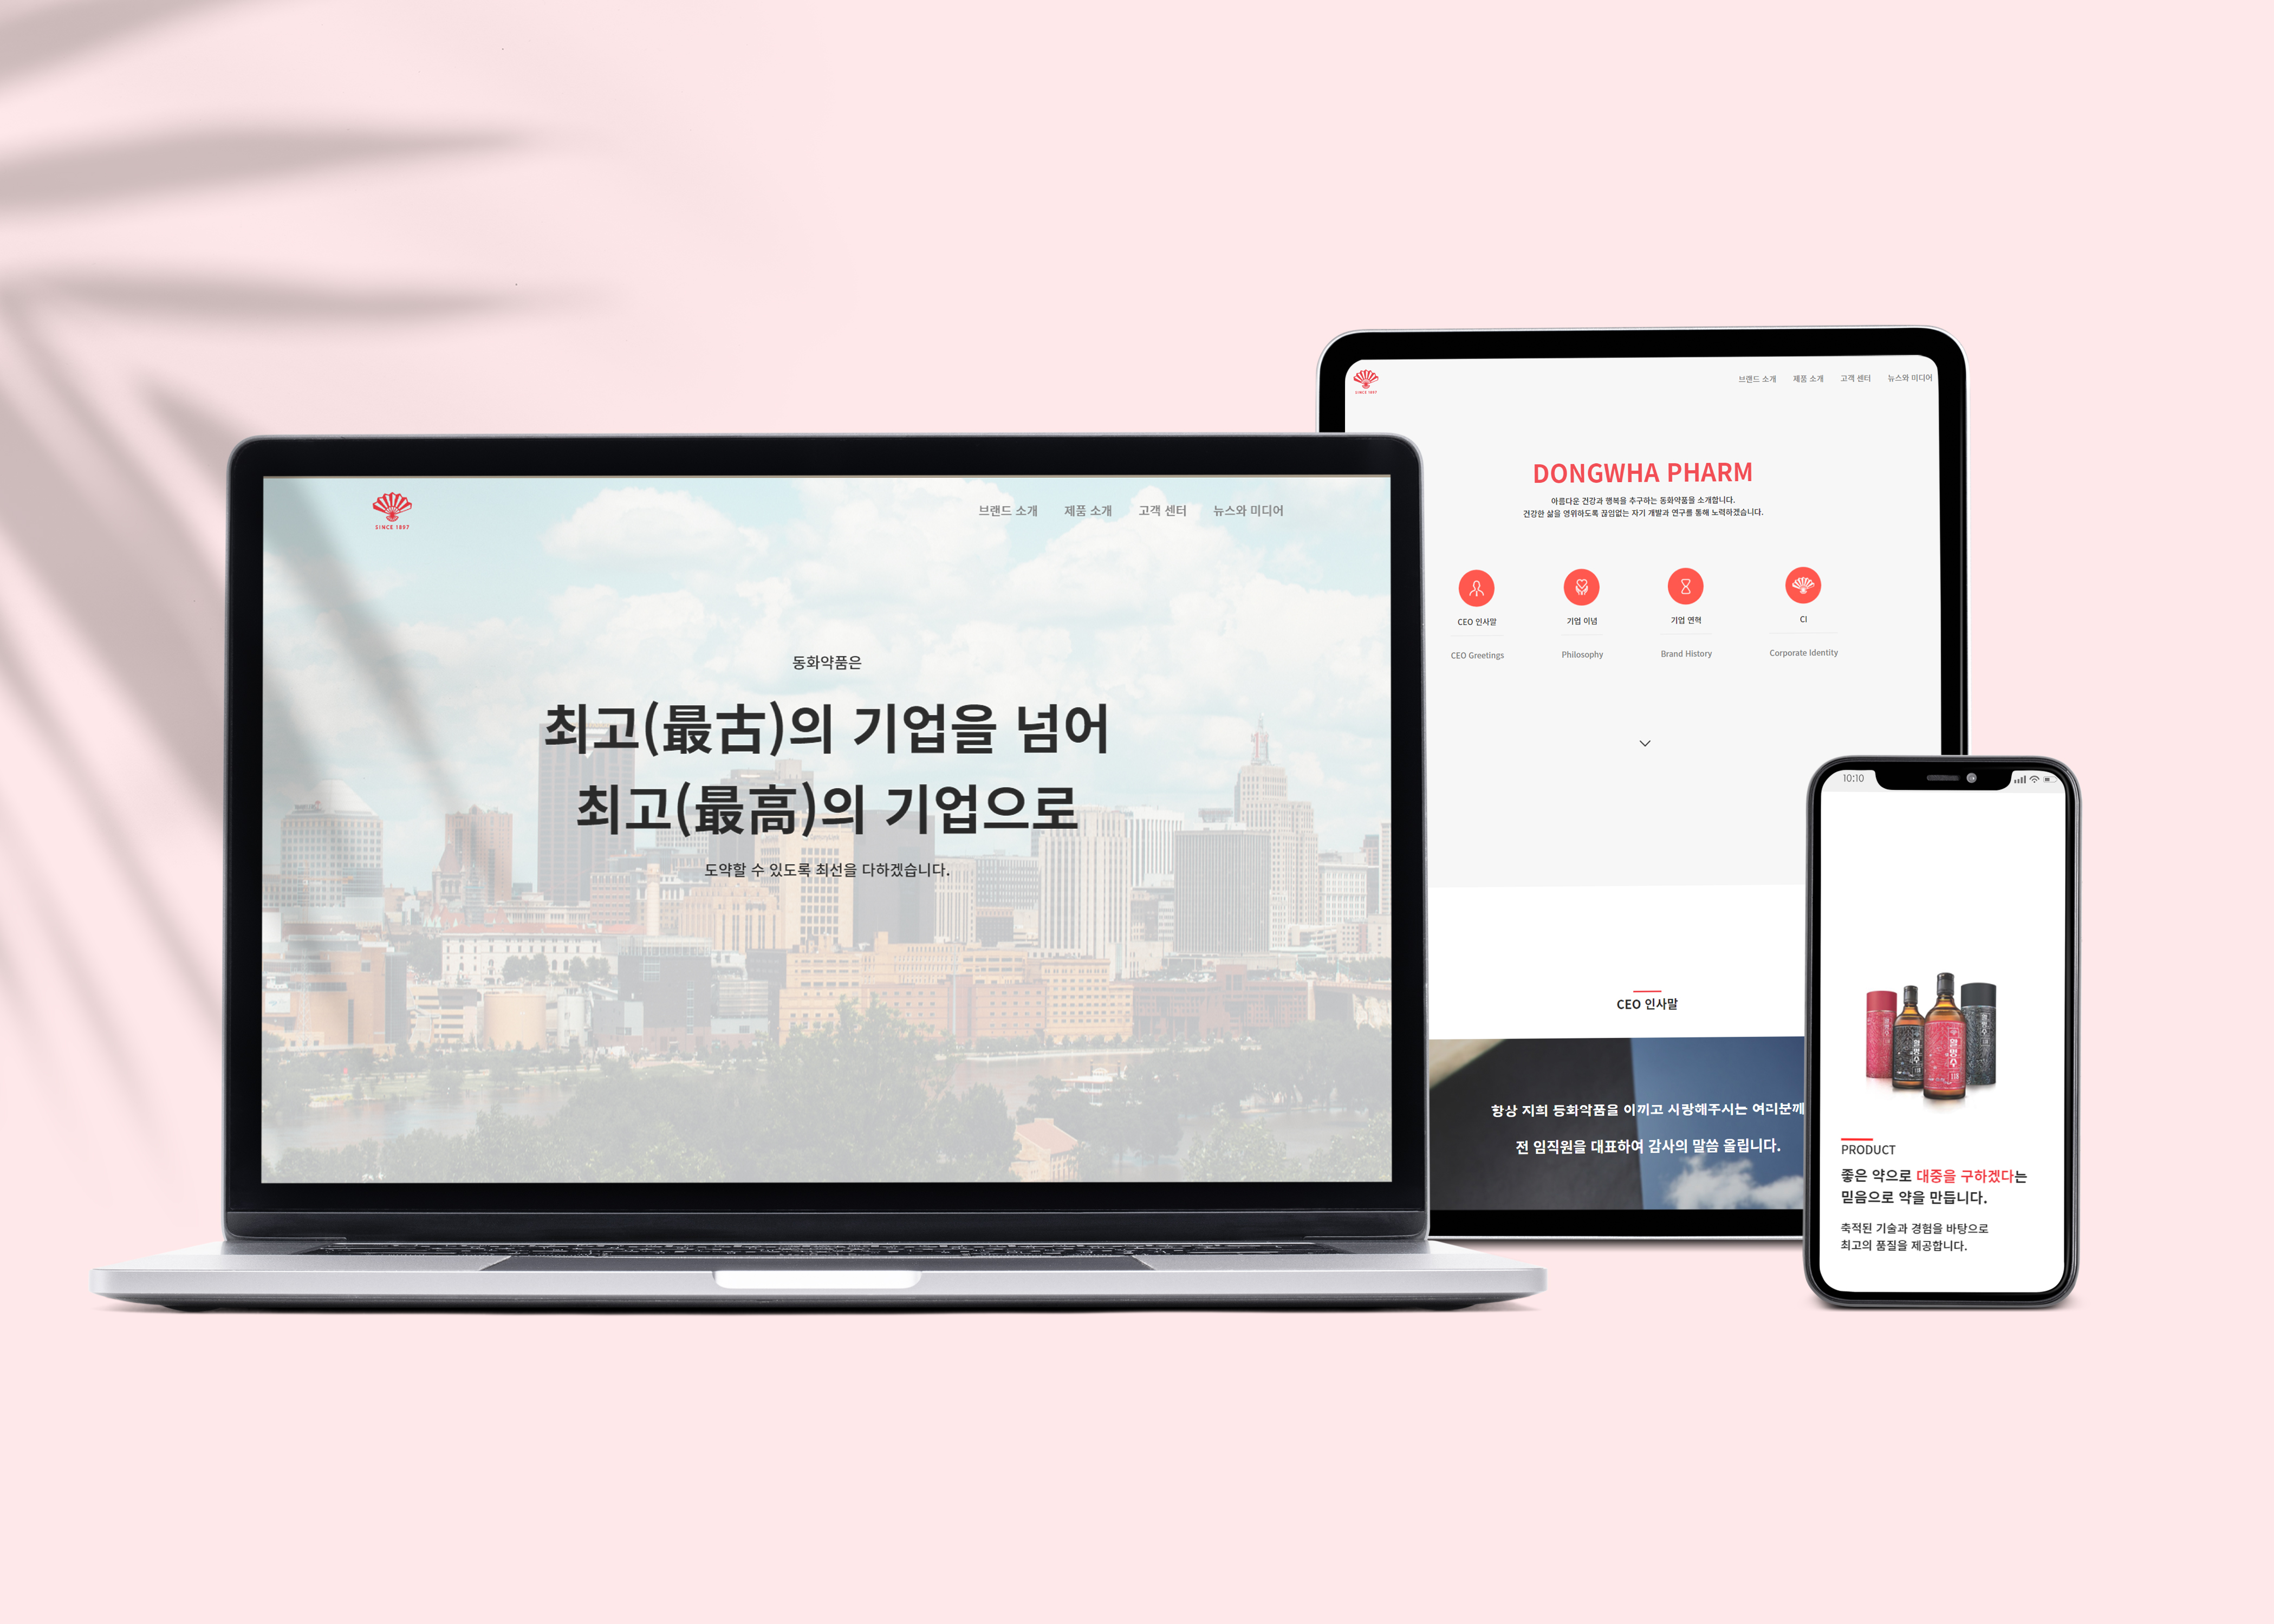 SINCE 1897
브랜드 소개 제품 소개 고객 센터 뉴스와 미디어
동화약품은
최고(最古)의 기업을 넘어
최고(最高)의 기업으로
도약할 수 있도록 최선을 다하겠습니다.
SINCE 1897
브랜드 소개 제품 소개 고객 센터 뉴스와 미디어
DONGWHA PHARM
아름다운 건강과 행복을 추구하는 동화약품을 소개합니다.
건강한 삶을 영위하도록 끊임없는 자기 개발과 연구를 통해 노력하겠습니다.
CEO 인사말 기업 이념 기업 연혁 CI
CEO Greetings Philosophy Brand History Corporate Identity
CEO 인사말
항상 저희 동화약품을 아끼고 사랑해주시는 여러분께
전 임직원을 대표하여 감사의 말씀 올립니다.
10:10
활명수
활명수
PRODUCT
좋은 약으로 대중을 구하겠다는
믿음으로 약을 만듭니다.
축적된 기술과 경험을 바탕으로
최고의 품질을 제공합니다.